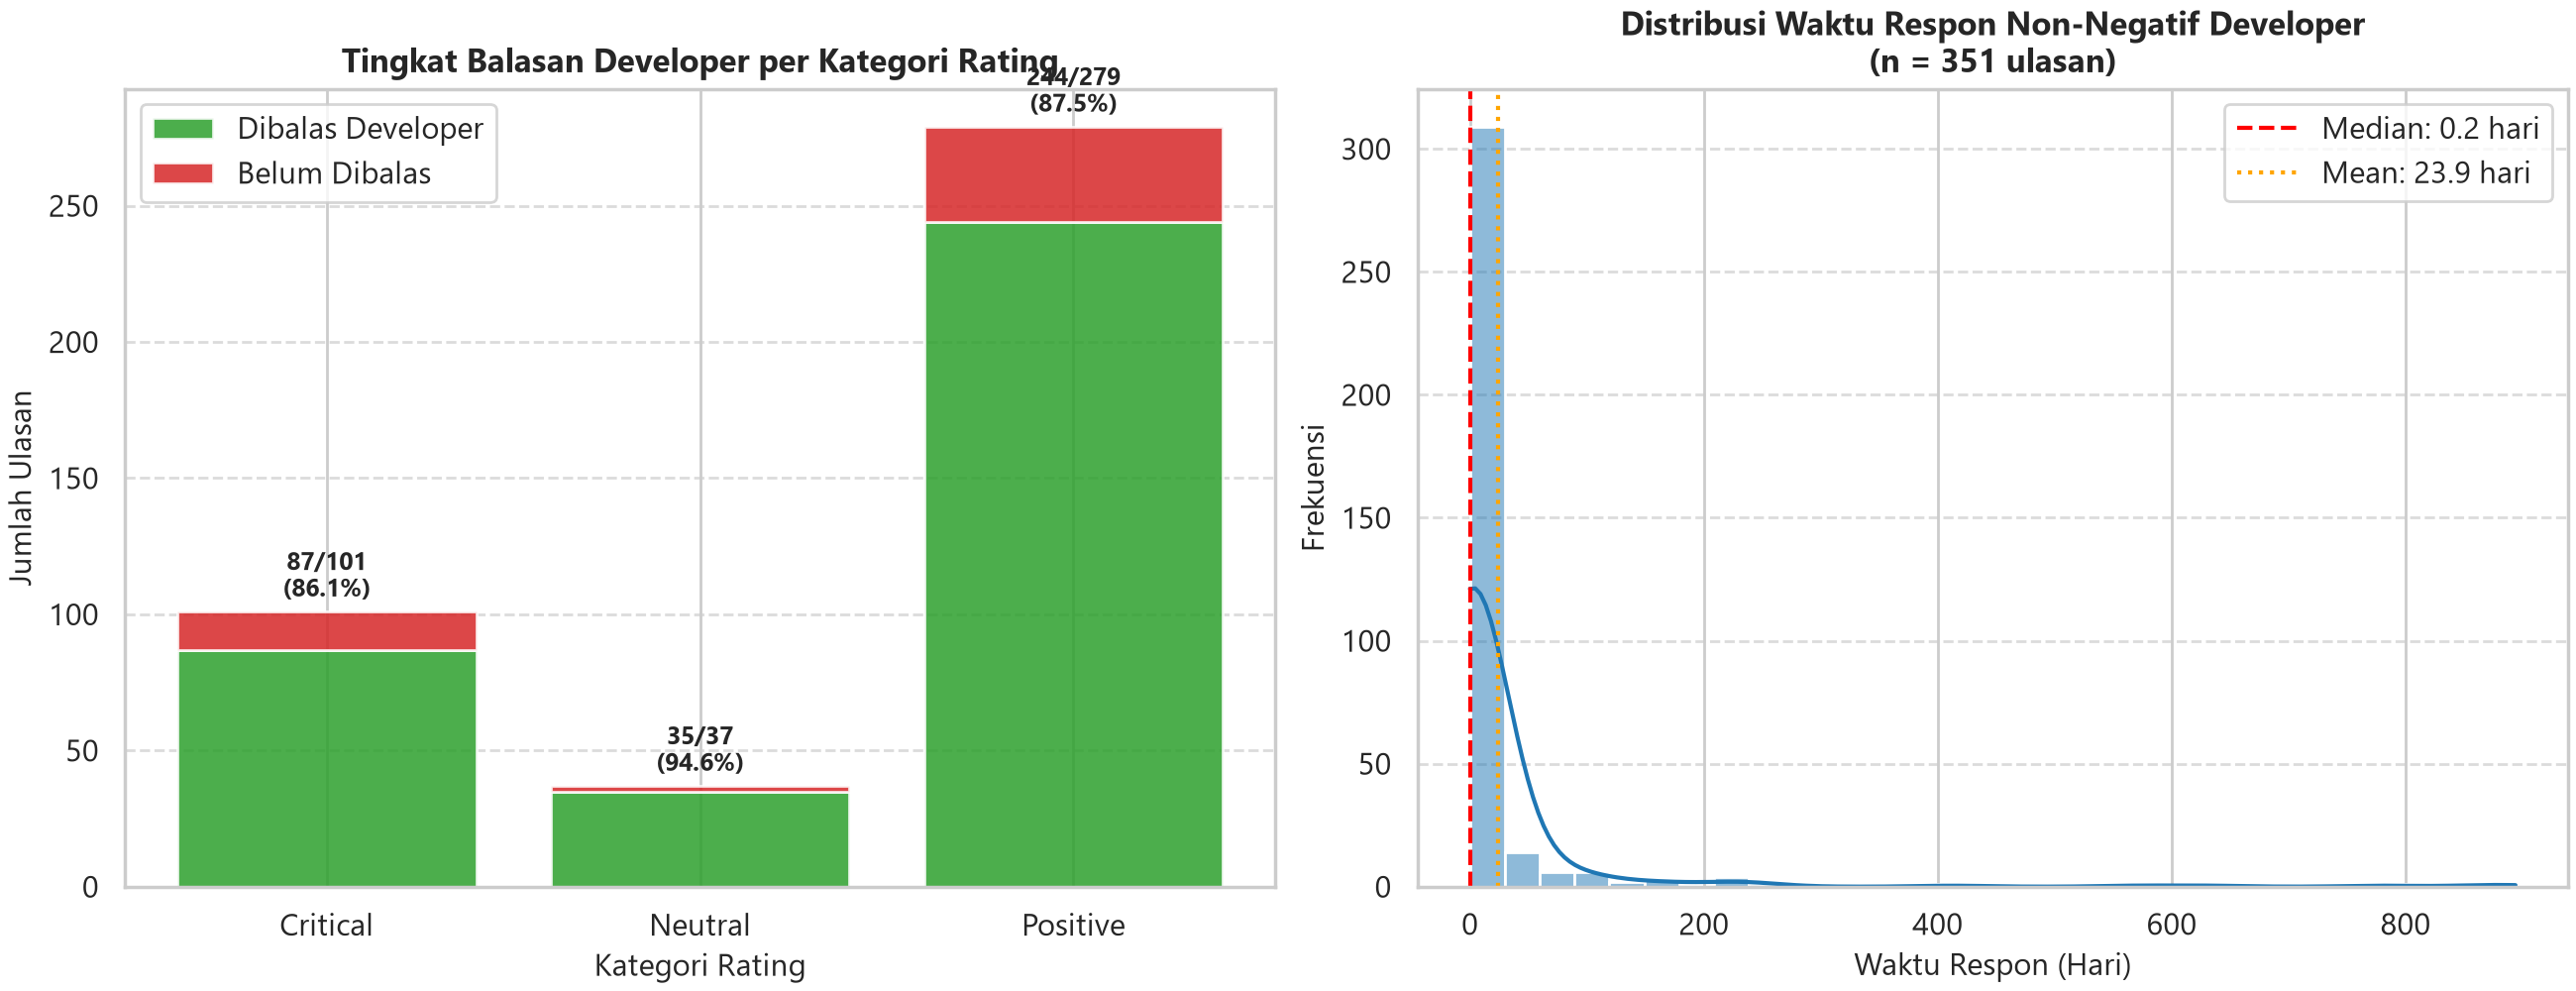 Tingkat Balasan Developer per Kategori Rating
244/279
(87.5%)
Dibalas Developer
Belum Dibalas
87/101
(86.1%)
35/37
(94.6%)
250
200
150
100
50
0
Jumlah Ulasan
Critical
Neutral
Positive
Kategori Rating
Distribusi Waktu Respon Non-Negatif Developer
(n = 351 ulasan)
Median: 0.2 hari
Mean: 23.9 hari
300
250
200
150
100
50
0
Frekuensi
0
200
400
600
800
Waktu Respon (Hari)